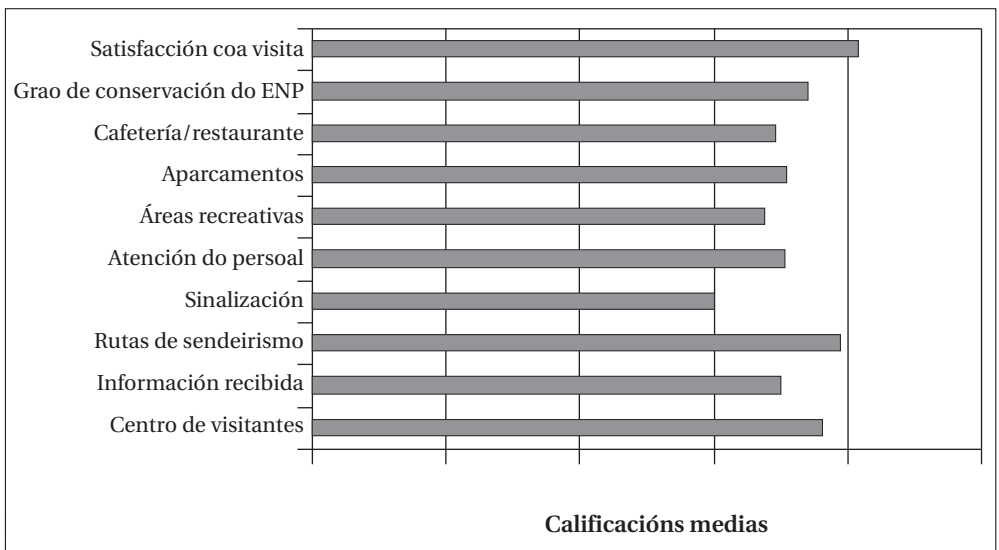 Satisfacción coa visita
Grao de conservación do ENP
Cafetería/restaurante
Aparcamentos
Áreas recreativas
Atención do persoal
Sinalización
Rutas de sendeirismo
Información recibida
Centro de visitantes
Calificacións medias